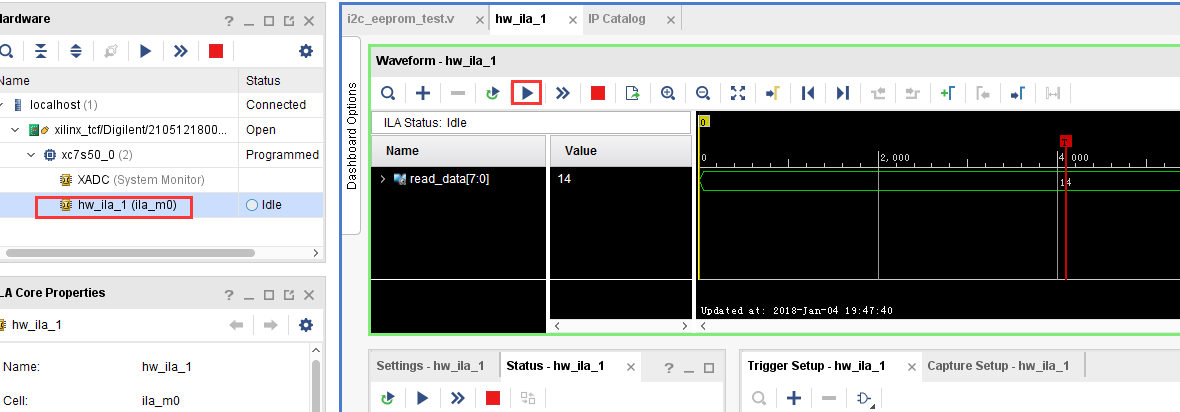 Hardware
i2c_eeprom_test.v
hw_ila_1
IP Catalog
Dashboard Options
Waveform - hw_ila_1
Name
Status
localhost (1)
Connected
xilinx_tcf/Digilent/2105121800...
Open
xc7s50_0 (2)
Programmed
XADC (System Monitor)
hw_ila_1 (ila_m0)
Idle
ILA Status: Idle
Name
Value
read_data[7:0]
14
0
0
2,000
4,000
T
14
Updated at: 2018-Jan-04 19:47:40
ILA Core Properties
hw_ila_1
Name:
hw_ila_1
Cell:
ila_m0
Settings - hw_ila_1
Status - hw_ila_1
Trigger Setup - hw_ila_1
Capture Setup - hw_ila_1